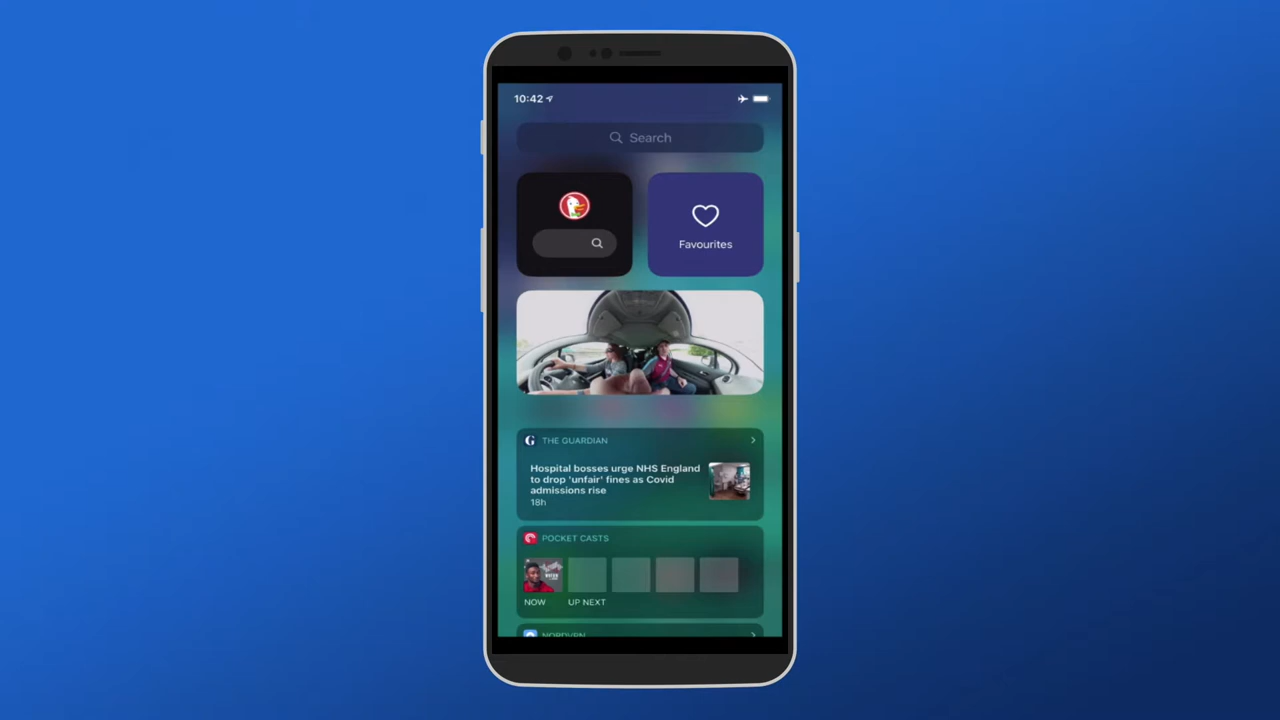 10:42
Search
Favourites
THE GUARDIAN
Hospital bosses urge NHS England
to drop 'unfair' fines as Covid
admissions rise
18h
POCKET CASTS
NOW UP NEXT
NORDVPN